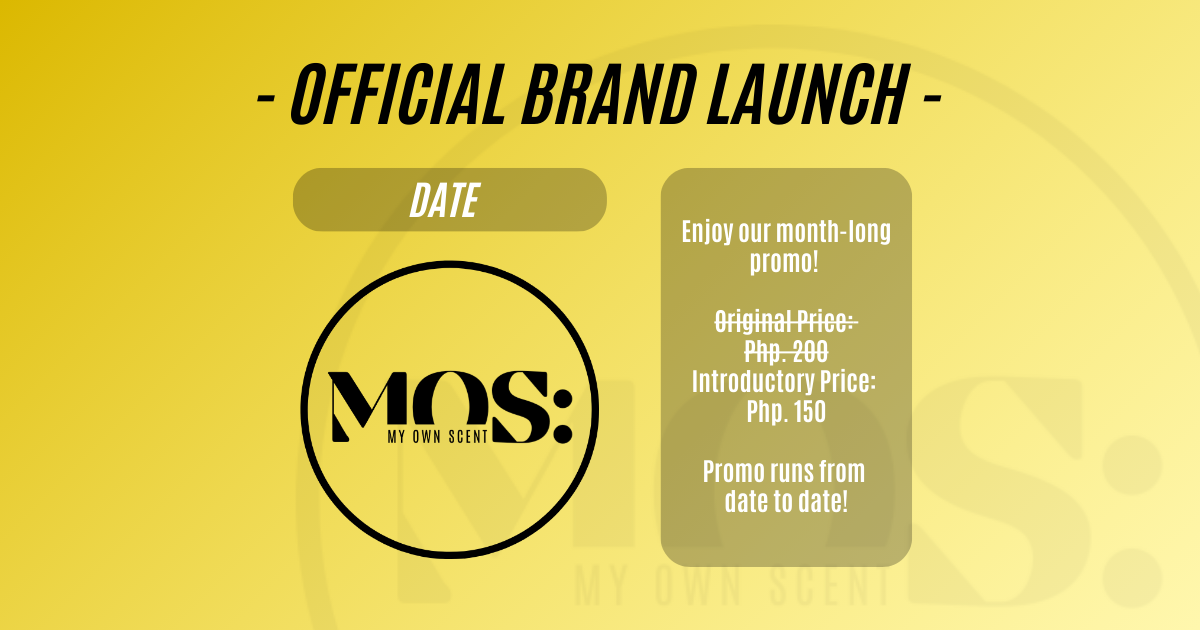 - OFFICIAL BRAND LAUNCH -
DATE
MOS:
MY OWN SCENT
Enjoy our month-long
promo!
Original Price:
Php. 200
Introductory Price:
Php. 150
Promo runs from
date to date!
MOS:
MY OWN SCENT